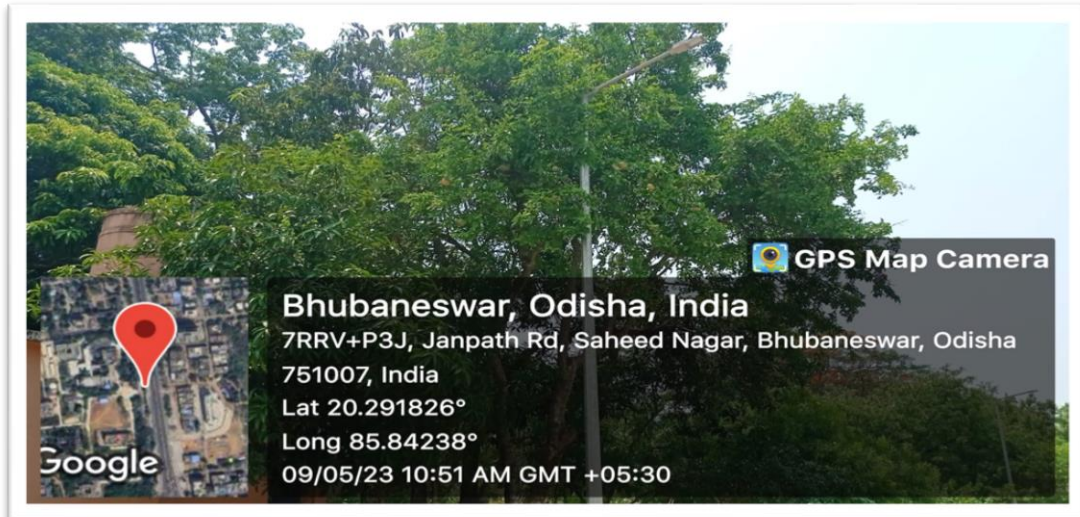 GPS Map Camera
Bhubaneswar, Odisha, India
7RRV+P3J, Janpath Rd, Saheed Nagar, Bhubaneswar, Odisha
751007, India
Lat 20.291826°
Long 85.84238°
09/05/23 10:51 AM GMT +05:30
Google